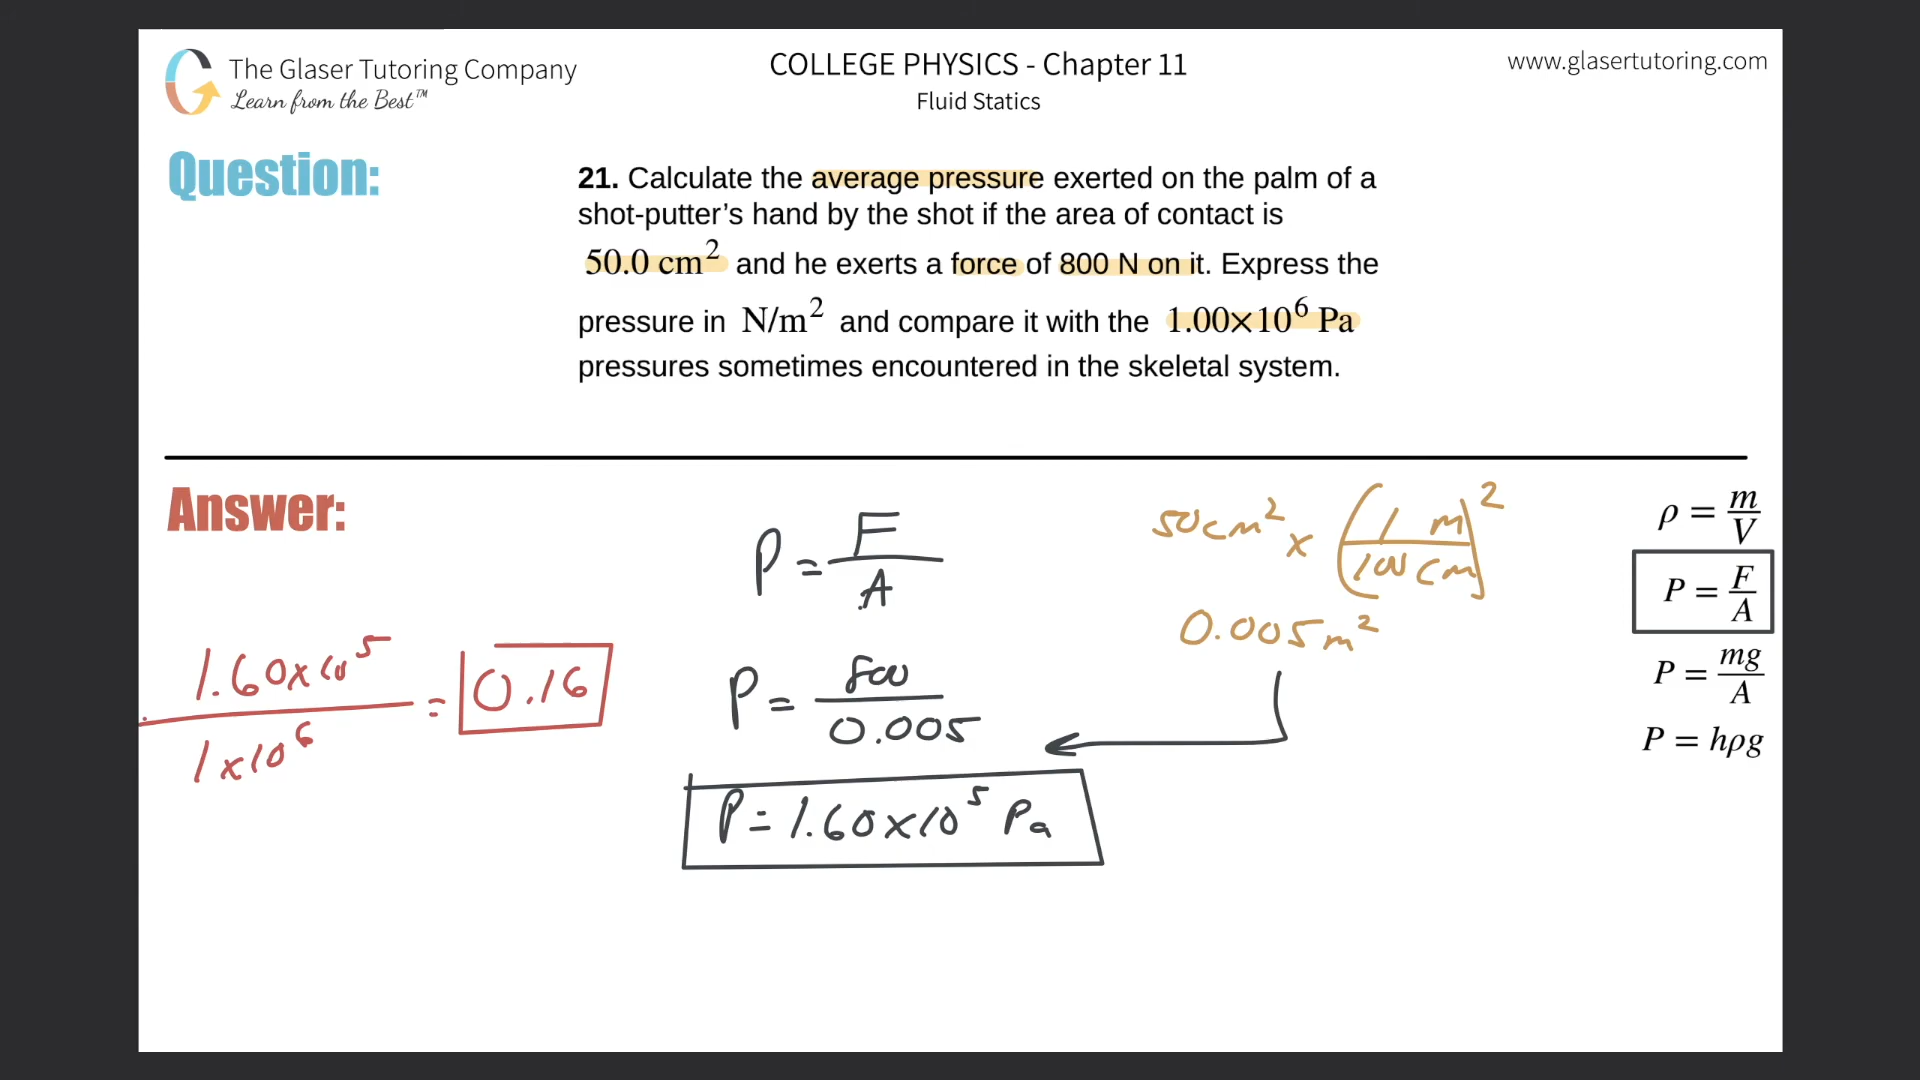 The Glaser Tutoring Company
Learn from the Best™
COLLEGE PHYSICS - Chapter 11
Fluid Statics
www.glasertutoring.com
Question:
21. Calculate the average pressure exerted on the palm of a
shot-putter’s hand by the shot if the area of contact is
50.0 cm² and he exerts a force of 800 N on it. Express the
pressure in N/m² and compare it with the 1.00×10⁶ Pa
pressures sometimes encountered in the skeletal system.
Answer:
P = F/A
P = 800/0.005
P = 1.60x10⁵ Pa
50cm² x (1 m/100 cm)²
0.005m²
1.60x10⁵/1x10⁶ = 0.16
ρ = m/V
P = F/A
P = mg/A
P = hρg